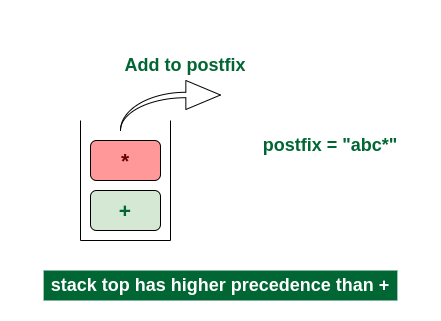 Add to postfix
*
postfix = "abc*"
+
stack top has higher precedence than +